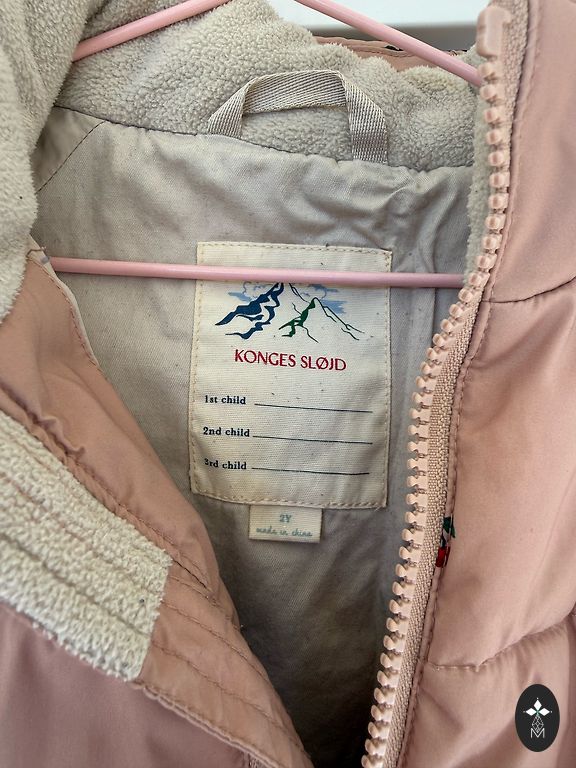 KONGES SLØJD
1st child
2nd child
3rd child
2Y
made in china
M